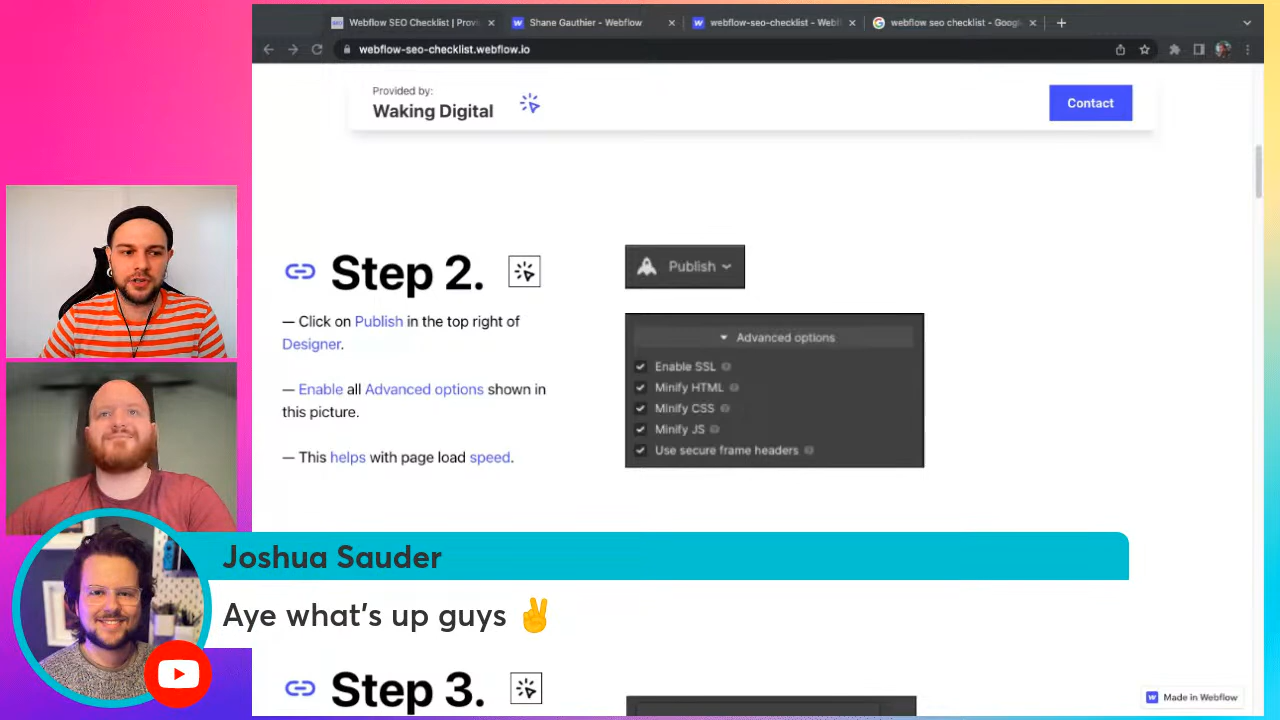 Webflow SEO Checklist | Provi
Shane Gauthier - Webflow
webflow-seo-checklist - Webfl
webflow seo checklist - Googl
webflow-seo-checklist.webflow.io
Provided by:
Waking Digital
Contact
Step 2.
— Click on Publish in the top right of
Designer.
— Enable all Advanced options shown in
this picture.
— This helps with page load speed.
Publish
Advanced options
Enable SSL
Minify HTML
Minify CSS
Minify JS
Use secure frame headers
Joshua Sauder
Aye what's up guys ✌️
Step 3.
Made in Webflow